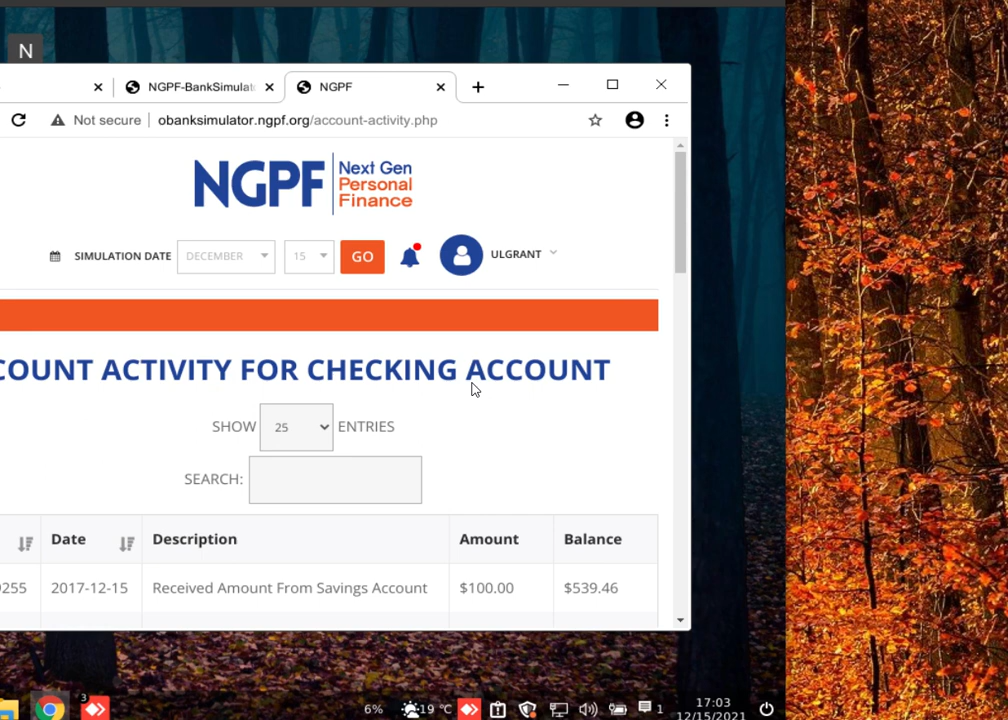 N
NGPF-BankSimulat
NGPF
Not secure
obanksimulator.ngpf.org/account-activity.php
NGPF
Next Gen
Personal
Finance
SIMULATION DATE
DECEMBER
15
GO
ULGRANT
COUNT ACTIVITY FOR CHECKING ACCOUNT
SHOW 25 ENTRIES
SEARCH:
Date Description Amount Balance
9255 2017-12-15 Received Amount From Savings Account $100.00 $539.46
3
6% 19 °C 1 17:03
12/15/2021